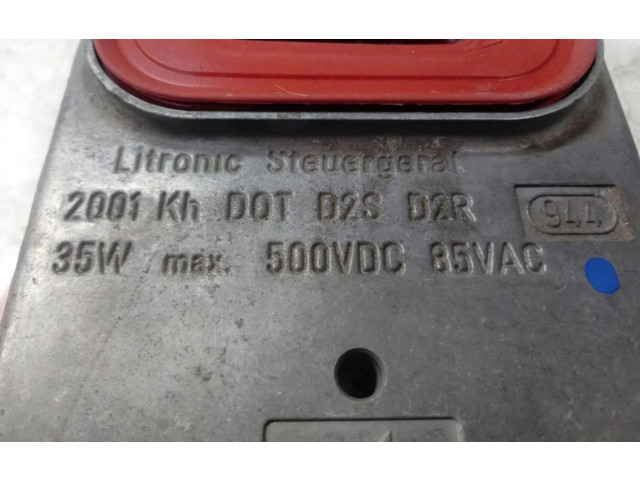 Litronic Steuergerät
2001 Kh DOT D2S D2R
35W max. 500VDC 85VAC